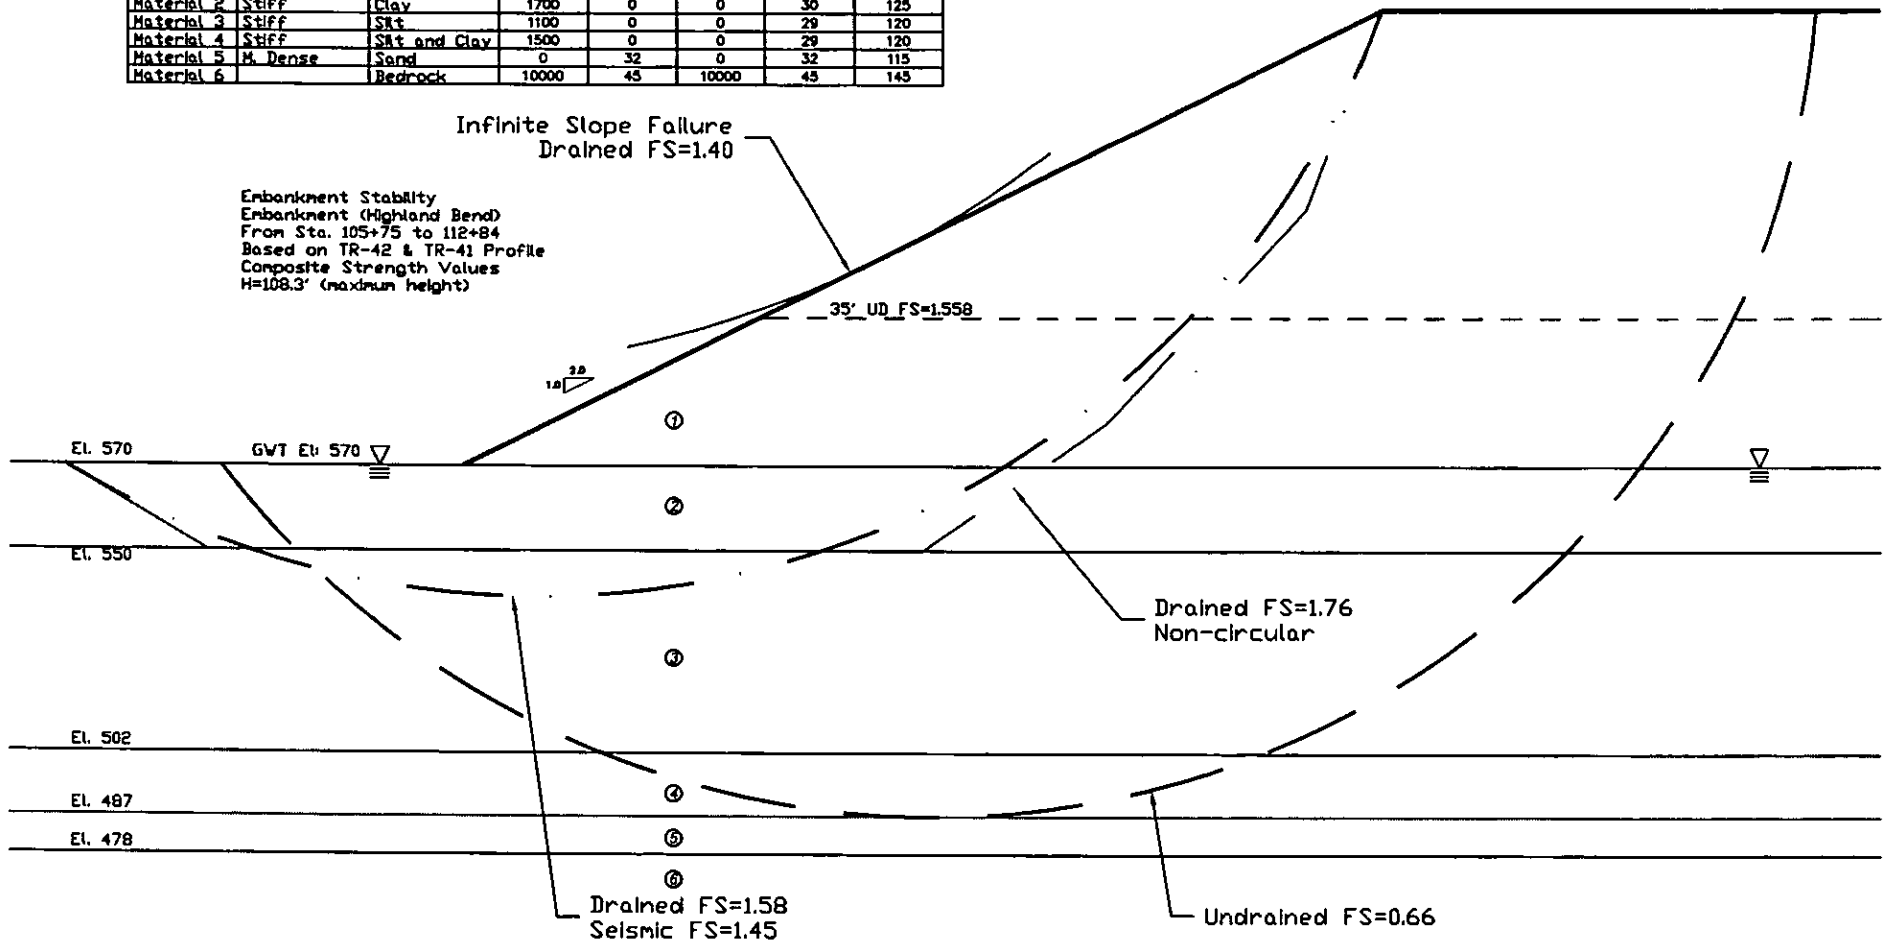 Material 2 Stiff Clay 1700 0 0 30 125
Material 3 Stiff Silt 1100 0 0 29 120
Material 4 Stiff Silt and Clay 1500 0 0 29 120
Material 5 M. Dense Sand 0 32 0 32 115
Material 6 Bedrock 10000 45 10000 45 145
Infinite Slope Failure
Drained FS=1.40
Embankment Stability
Embankment (Highland Bend)
From Sta. 105+75 to 112+84
Based on TR-42 & TR-41 Profile
Composite Strength Values
H=108.3' (maximum height)
35' UD FS=1.558
2.0
1.0
1
El. 570
GWT El: 570
2
El. 550
Drained FS=1.76
Non-circular
3
El. 502
4
El. 487
5
El. 478
6
Drained FS=1.58
Seismic FS=1.45
Undrained FS=0.66